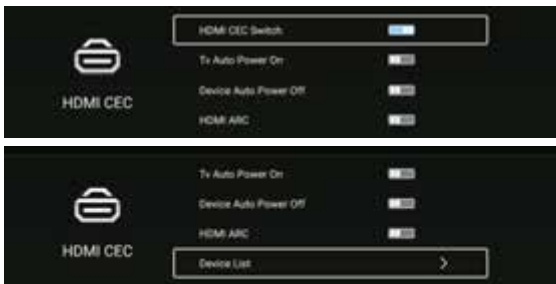 HDMI CEC Switch
Tv Auto Power On
Device Auto Power Off
HDMI ARC
HDMI CEC
Tv Auto Power On
Device Auto Power Off
HDMI ARC
Device List
HDMI CEC